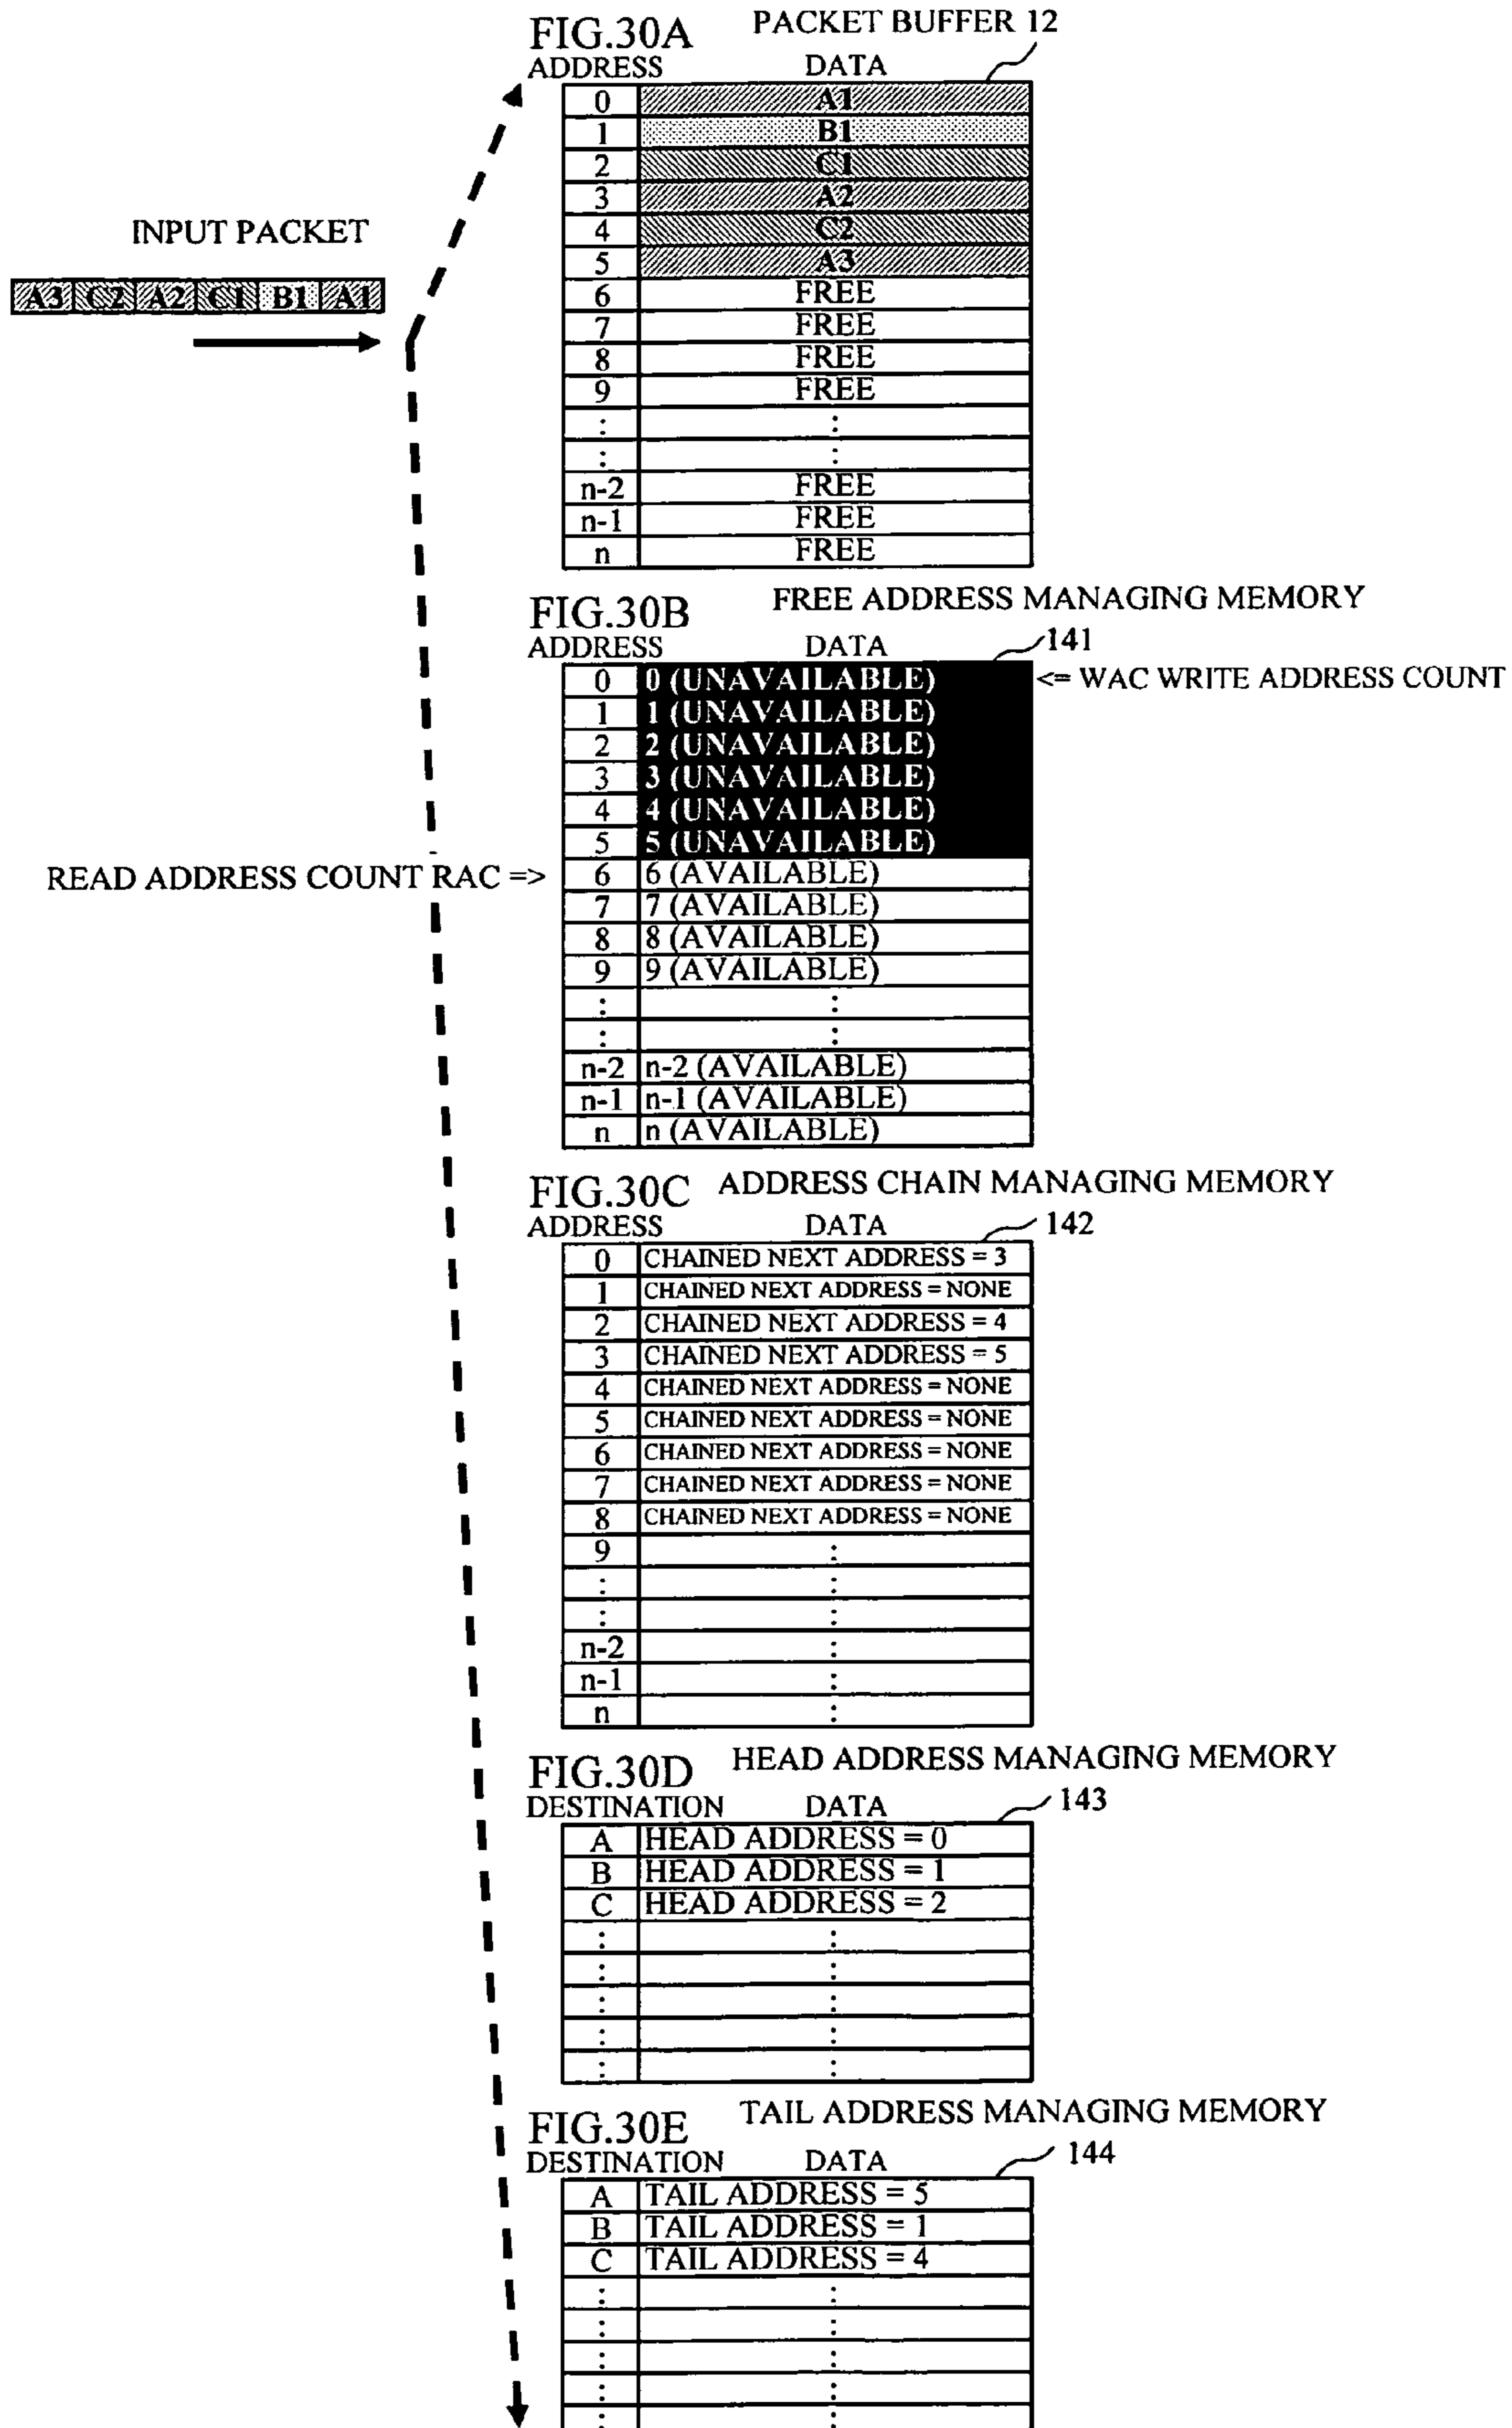 FIG.30A PACKET BUFFER 12
ADDRESS DATA
0 A1
1 B1
2 C1
3 A2
4 C2
5 A3
6 FREE
7 FREE
8 FREE
9 FREE
: :
: :
n-2 FREE
n-1 FREE
n FREE
INPUT PACKET
A3 C2 A2 C1 B1 A1
FIG.30B FREE ADDRESS MANAGING MEMORY
ADDRESS DATA 141
0 0 (UNAVAILABLE) <= WAC WRITE ADDRESS COUNT
1 1 (UNAVAILABLE)
2 2 (UNAVAILABLE)
3 3 (UNAVAILABLE)
4 4 (UNAVAILABLE)
5 5 (UNAVAILABLE)
READ ADDRESS COUNT RAC => 6 6 (AVAILABLE)
7 7 (AVAILABLE)
8 8 (AVAILABLE)
9 9 (AVAILABLE)
: :
: :
n-2 n-2 (AVAILABLE)
n-1 n-1 (AVAILABLE)
n n (AVAILABLE)
FIG.30C ADDRESS CHAIN MANAGING MEMORY
ADDRESS DATA 142
0 CHAINED NEXT ADDRESS = 3
1 CHAINED NEXT ADDRESS = NONE
2 CHAINED NEXT ADDRESS = 4
3 CHAINED NEXT ADDRESS = 5
4 CHAINED NEXT ADDRESS = NONE
5 CHAINED NEXT ADDRESS = NONE
6 CHAINED NEXT ADDRESS = NONE
7 CHAINED NEXT ADDRESS = NONE
8 CHAINED NEXT ADDRESS = NONE
9 :
: :
: :
n-2 :
n-1 :
n :
FIG.30D HEAD ADDRESS MANAGING MEMORY
DESTINATION DATA 143
A HEAD ADDRESS = 0
B HEAD ADDRESS = 1
C HEAD ADDRESS = 2
: :
: :
: :
: :
: :
FIG.30E TAIL ADDRESS MANAGING MEMORY
DESTINATION DATA 144
A TAIL ADDRESS = 5
B TAIL ADDRESS = 1
C TAIL ADDRESS = 4
: :
: :
: :
: :
: :